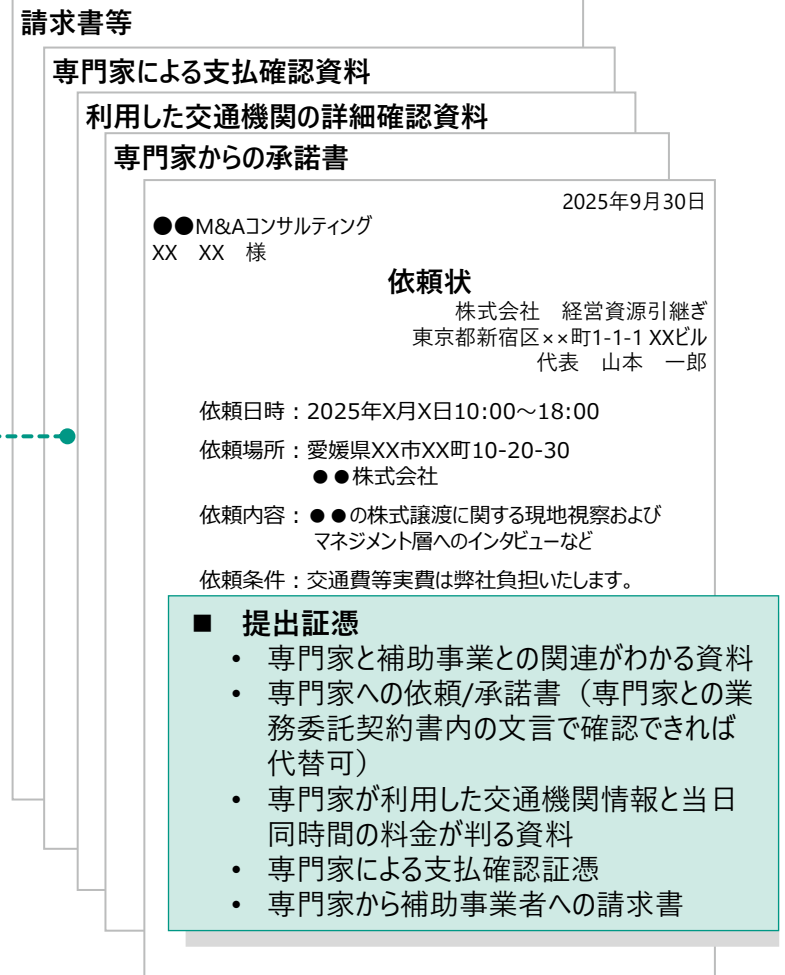 請求書等
専門家による支払確認資料
利用した交通機関の詳細確認資料
専門家からの承諾書
2025年9月30日
●●M&Aコンサルティング
XX　XX　様
依頼状
株式会社　経営資源引継ぎ
東京都新宿区××町1-1-1 XXビル
代表　山本　一郎
依頼日時：2025年X月X日10:00～18:00
依頼場所：愛媛県XX市XX町10-20-30
●●株式会社
依頼内容：●●の株式譲渡に関する現地視察および
マネジメント層へのインタビューなど
依頼条件：交通費等実費は弊社負担いたします。
■　提出証憑
• 専門家と補助事業との関連がわかる資料
• 専門家への依頼/承諾書（専門家との業
務委託契約書内の文言で確認できれば
代替可）
• 専門家が利用した交通機関情報と当日
同時間の料金が判る資料
• 専門家による支払確認証憑
• 専門家から補助事業者への請求書